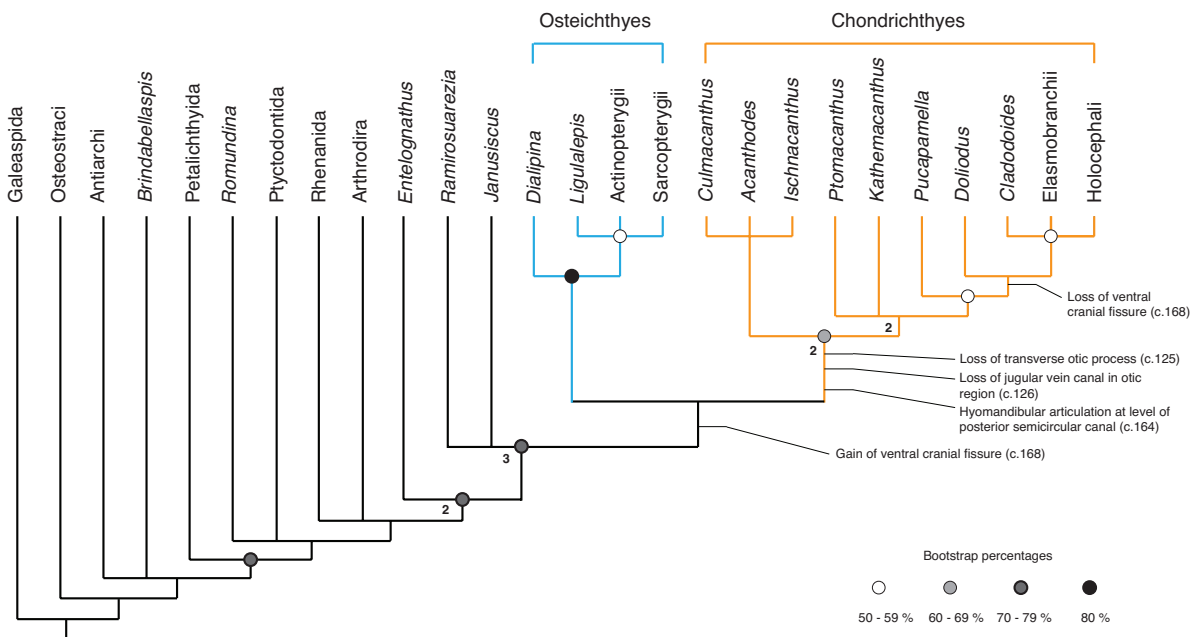 Osteichthyes
Chondrichthyes
Galeaspida
Osteostraci
Antiarchi
Brindabellaspis
Petalichthyida
Romundina
Ptyctodontida
Rhenanida
Arthrodira
Entelognathus
Ramirosuarezia
Janusiscus
Dialipina
Ligulalepis
Actinopterygii
Sarcopterygii
Culmacanthus
Acanthodes
Ischnacanthus
Ptomacanthus
Kathemacanthus
Pucapamella
Doliodus
Cladodoides
Elasmobranchii
Holocephali
Loss of ventral
cranial fissure (c.168)
2
2
Loss of transverse otic process (c.125)
Loss of jugular vein canal in otic
region (c.126)
Hyomandibular articulation at level of
posterior semicircular canal (c.164)
Gain of ventral cranial fissure (c.168)
3
2
Bootstrap percentages
50 - 59 %
60 - 69 %
70 - 79 %
80 %